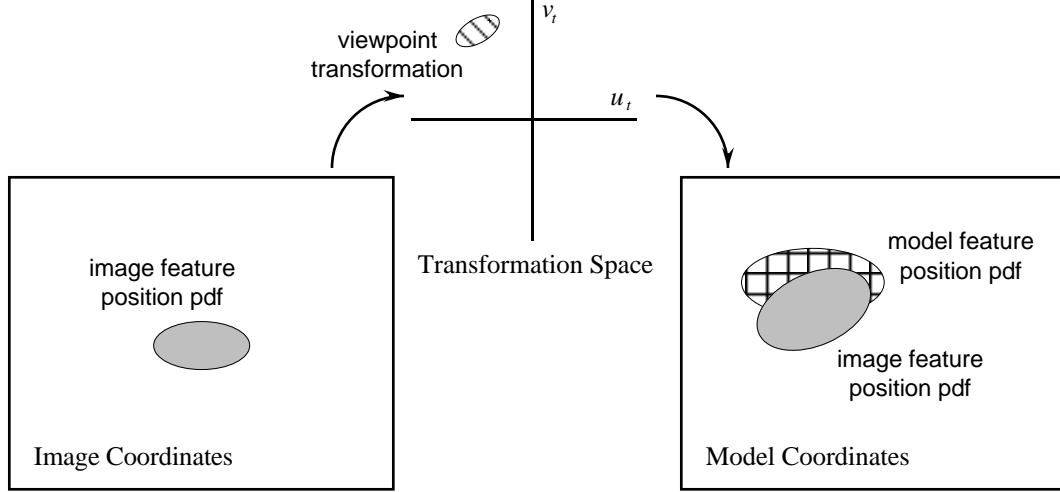 v_t
viewpoint
transformation
u_t
image feature
position pdf
Transformation Space
model feature
position pdf
image feature
position pdf
Image Coordinates
Model Coordinates